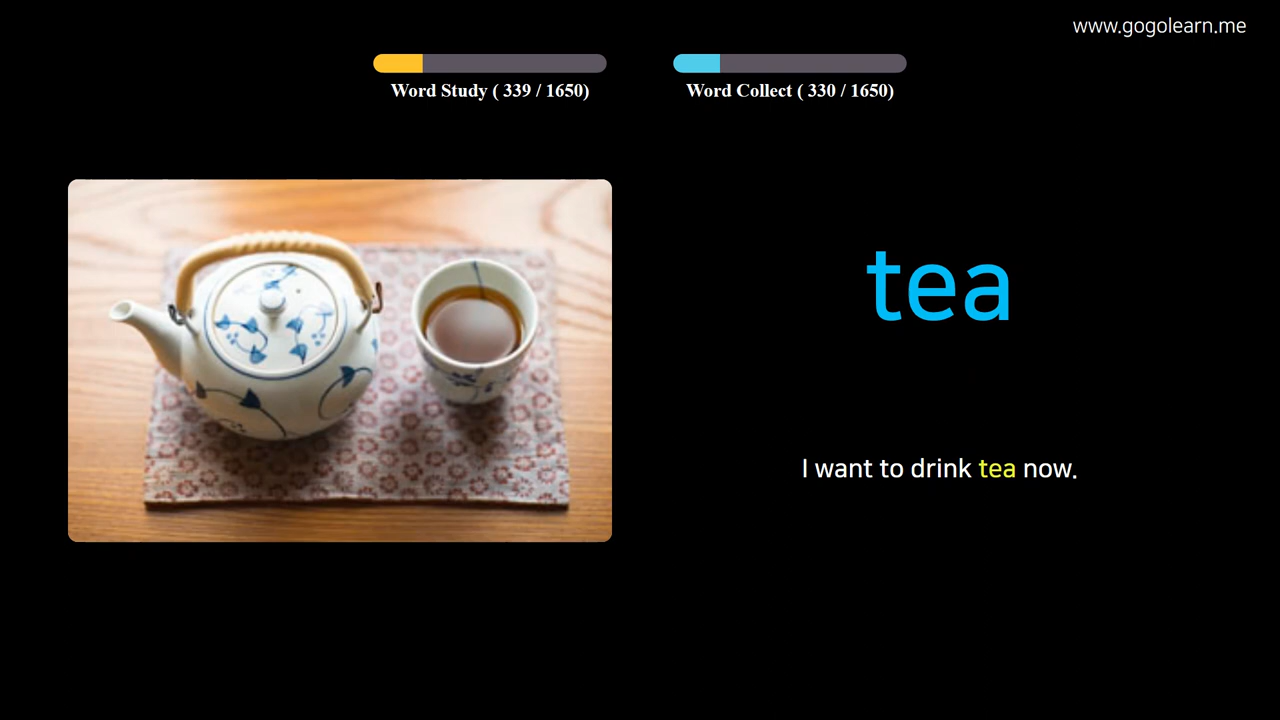 www.gogolearn.me
Word Study ( 339 / 1650)
Word Collect ( 330 / 1650)
tea
I want to drink tea now.